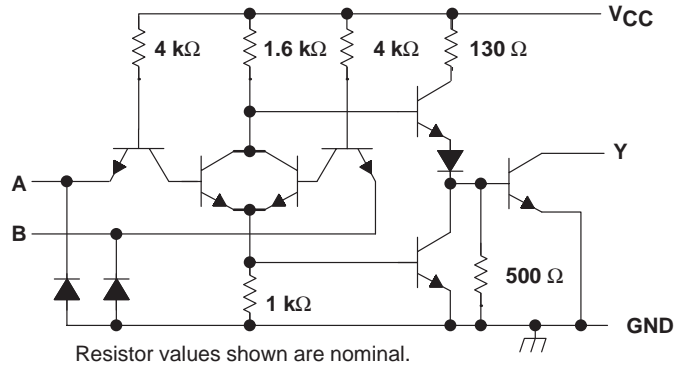 VCC
4 kΩ 1.6 kΩ 4 kΩ 130 Ω
A
Y
B
500 Ω
1 kΩ
GND
Resistor values shown are nominal.